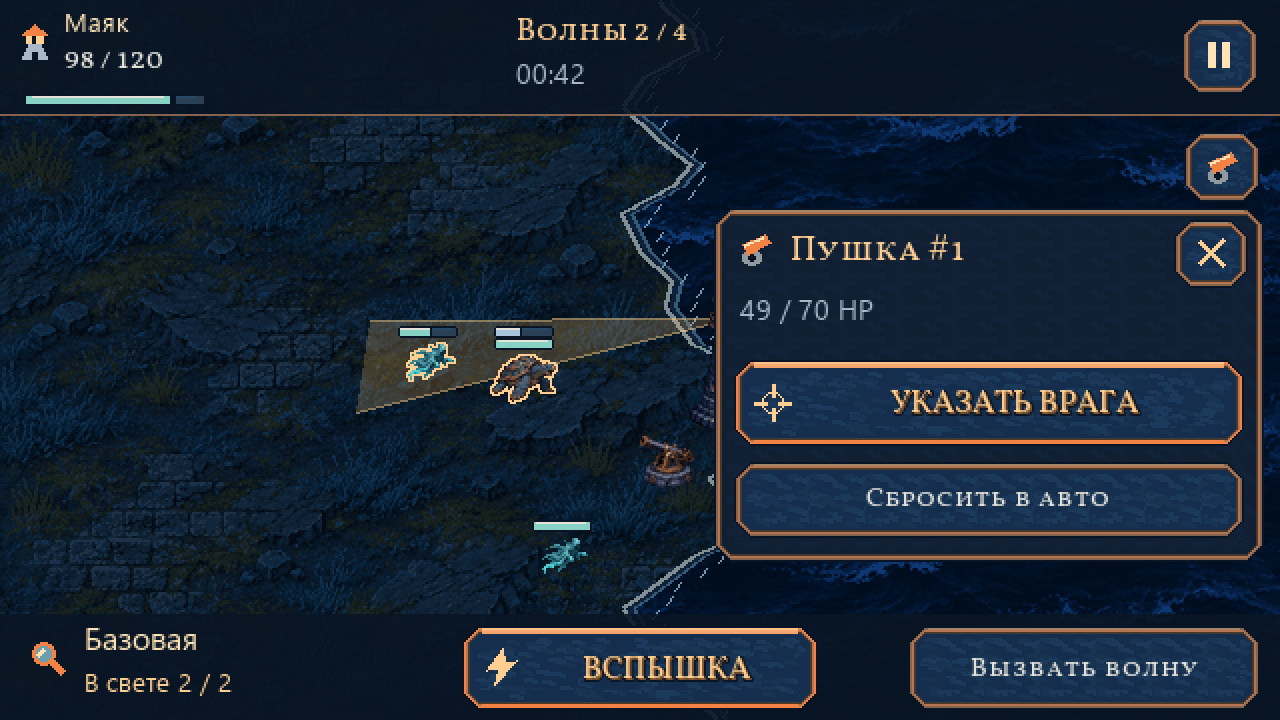 Маяк
98 / 120
Волны 2 / 4
00:42
Пушка #1
49 / 70 HP
УКАЗАТЬ ВРАГА
Сбросить в авто
Базовая
В свете 2 / 2
ВСПЫШКА
Вызвать волну